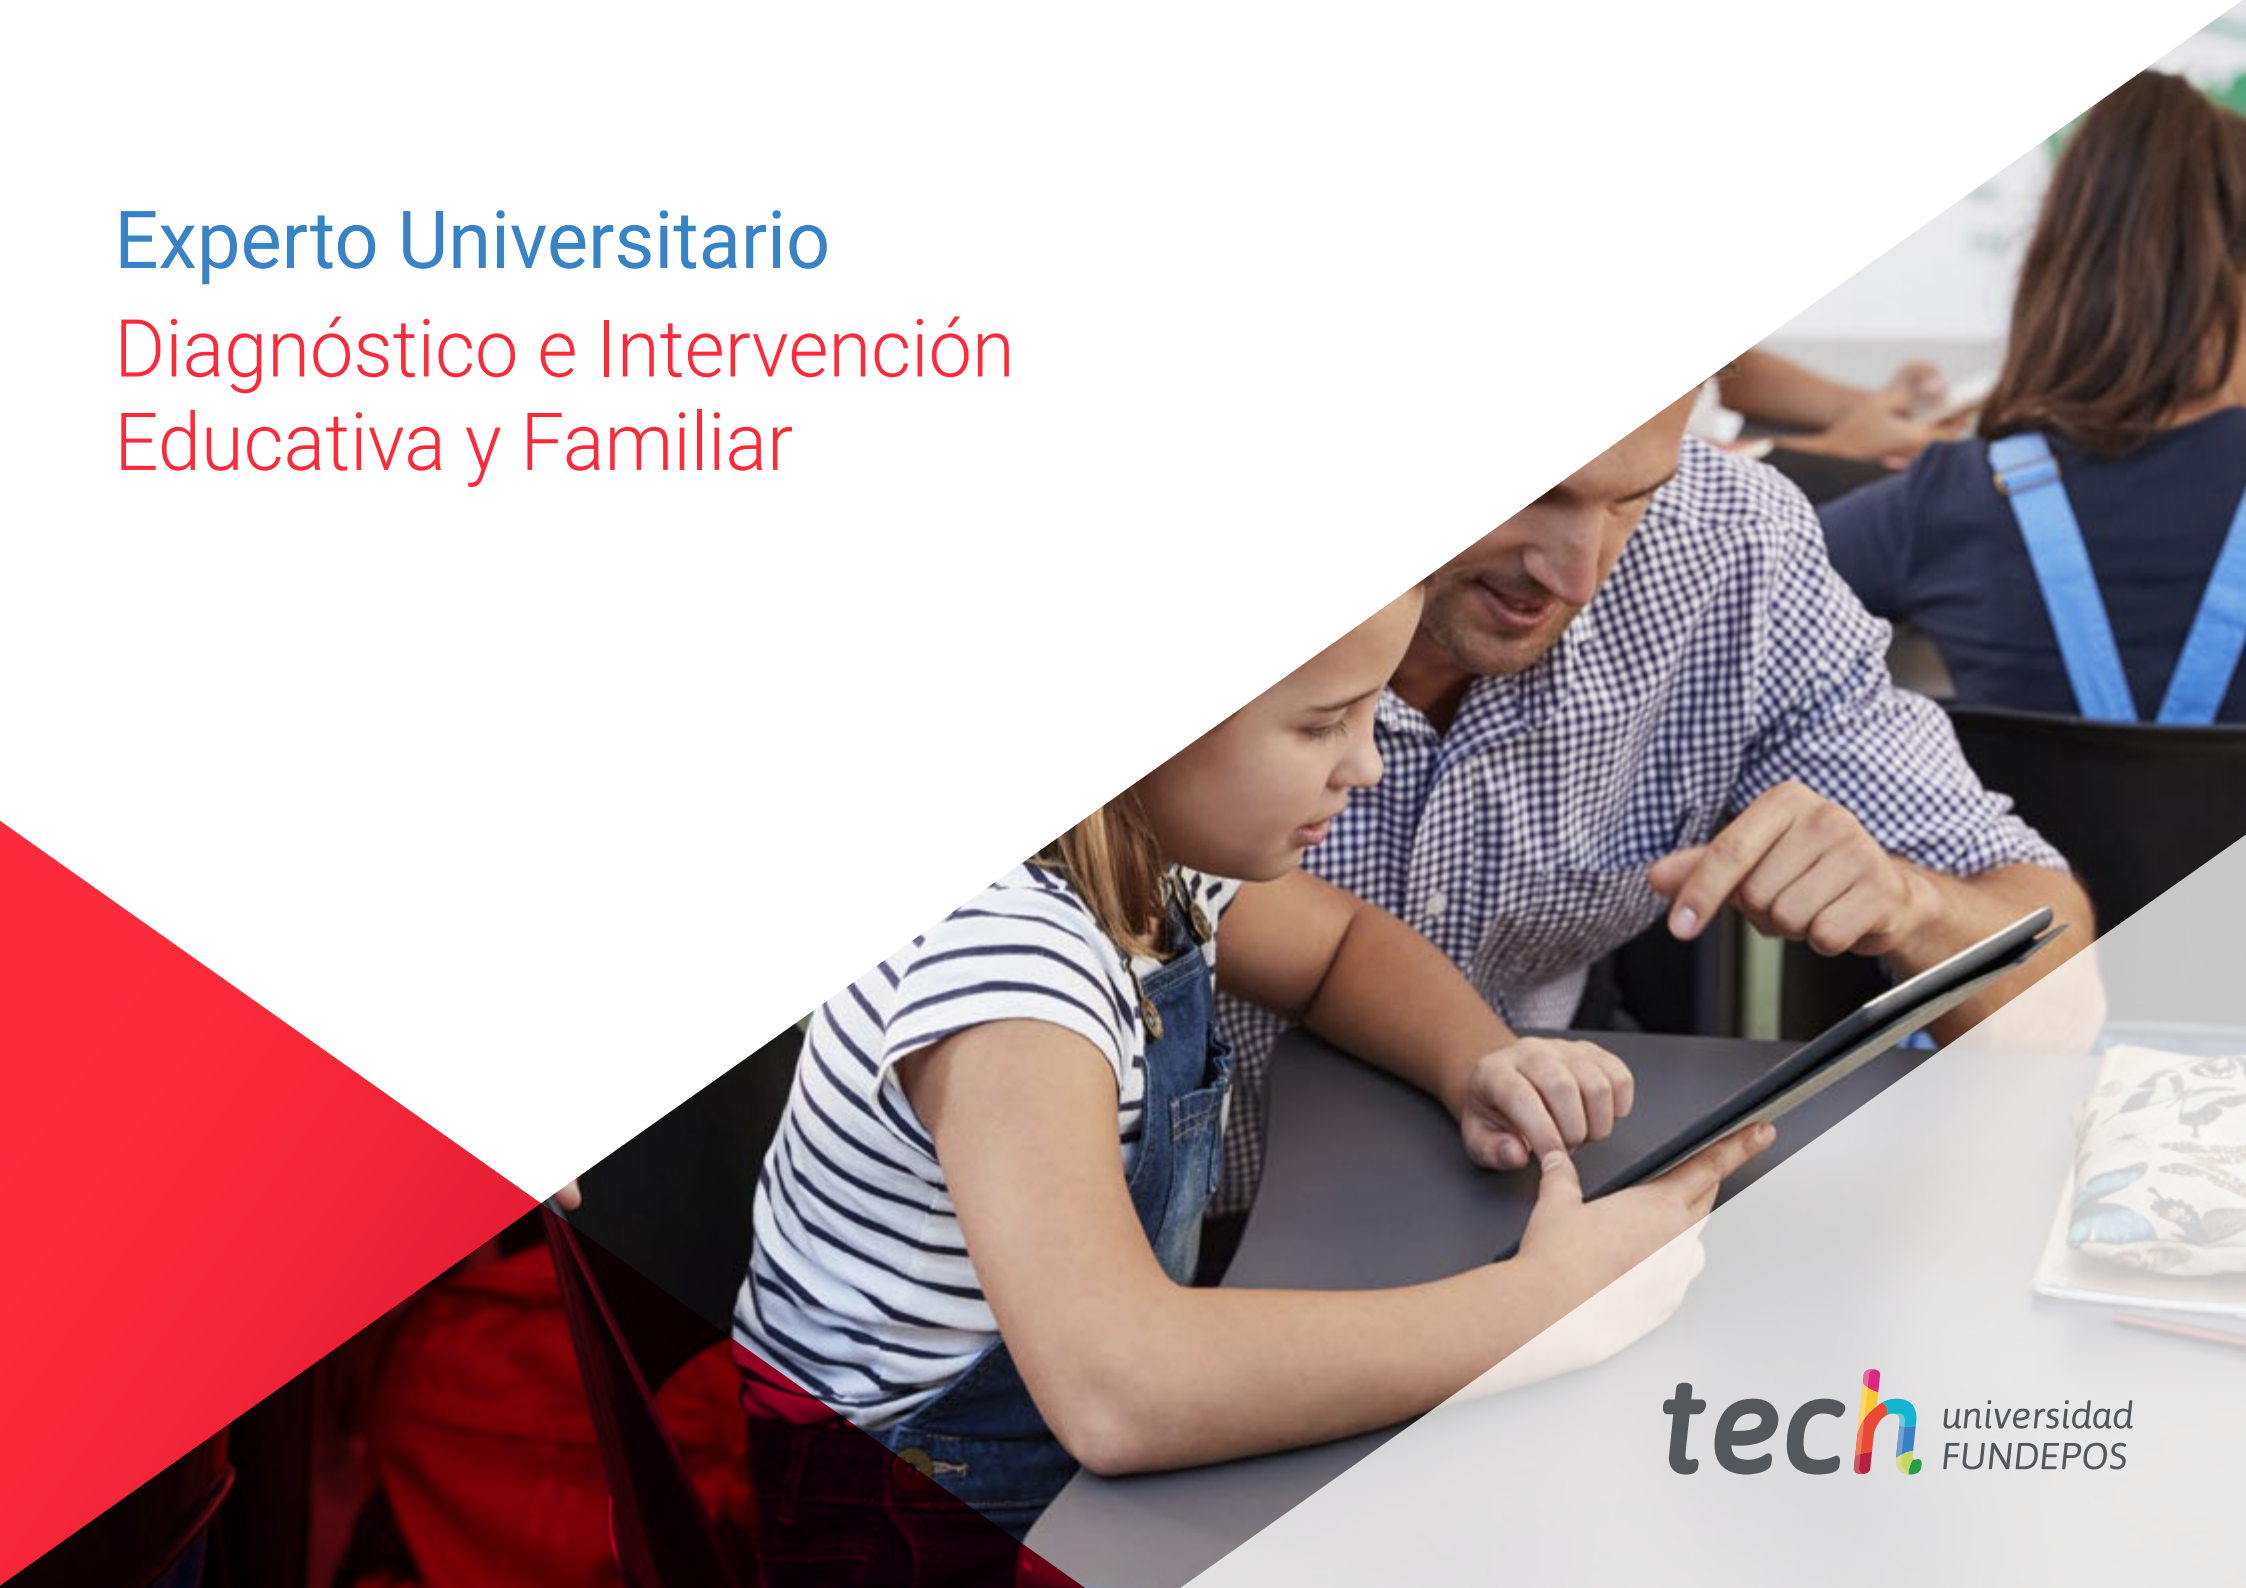 Experto Universitario
Diagnóstico e Intervención
Educativa y Familiar
tech universidad
FUNDEPOS